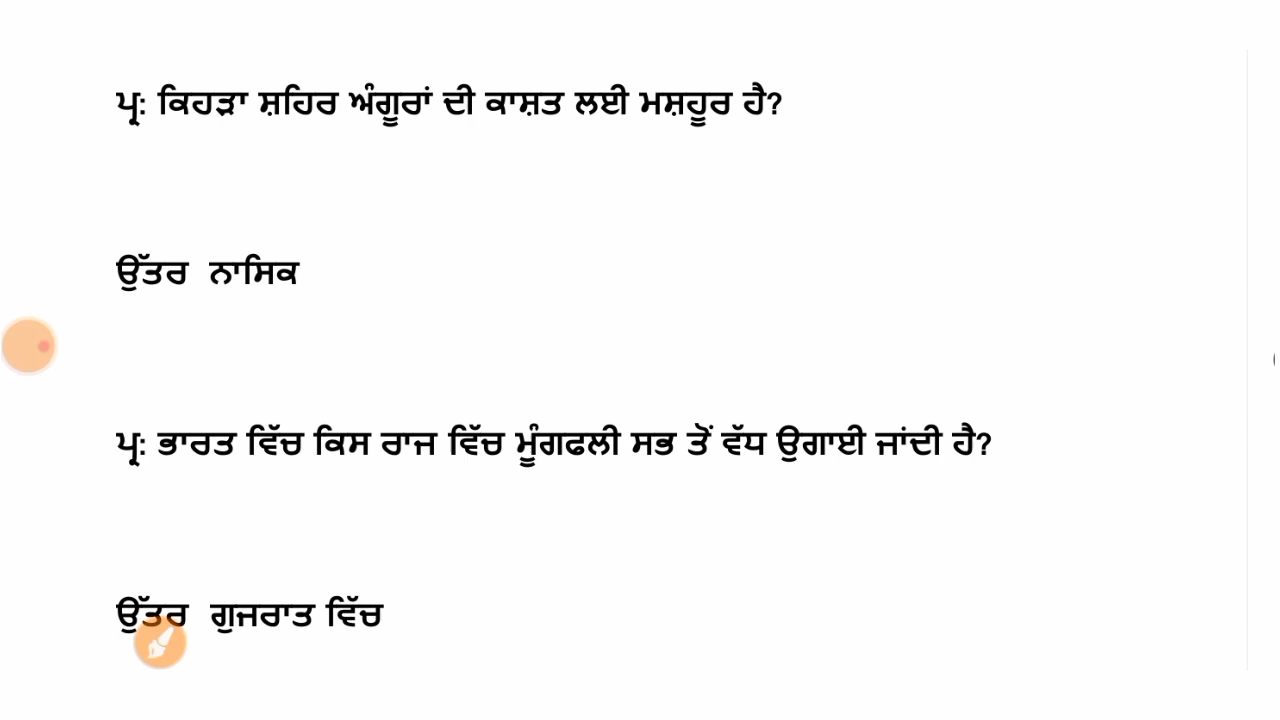 ਪ੍ਰ: ਕਿਹੜਾ ਸ਼ਹਿਰ ਅੰਗੂਰਾਂ ਦੀ ਕਾਸ਼ਤ ਲਈ ਮਸ਼ਹੂਰ ਹੈ?
ਉੱਤਰ ਨਾਸਿਕ
ਪ੍ਰ: ਭਾਰਤ ਵਿੱਚ ਕਿਸ ਰਾਜ ਵਿੱਚ ਮੂੰਗਫਲੀ ਸਭ ਤੋਂ ਵੱਧ ਉਗਾਈ ਜਾਂਦੀ ਹੈ?
ਉੱਤਰ ਗੁਜਰਾਤ ਵਿੱਚ